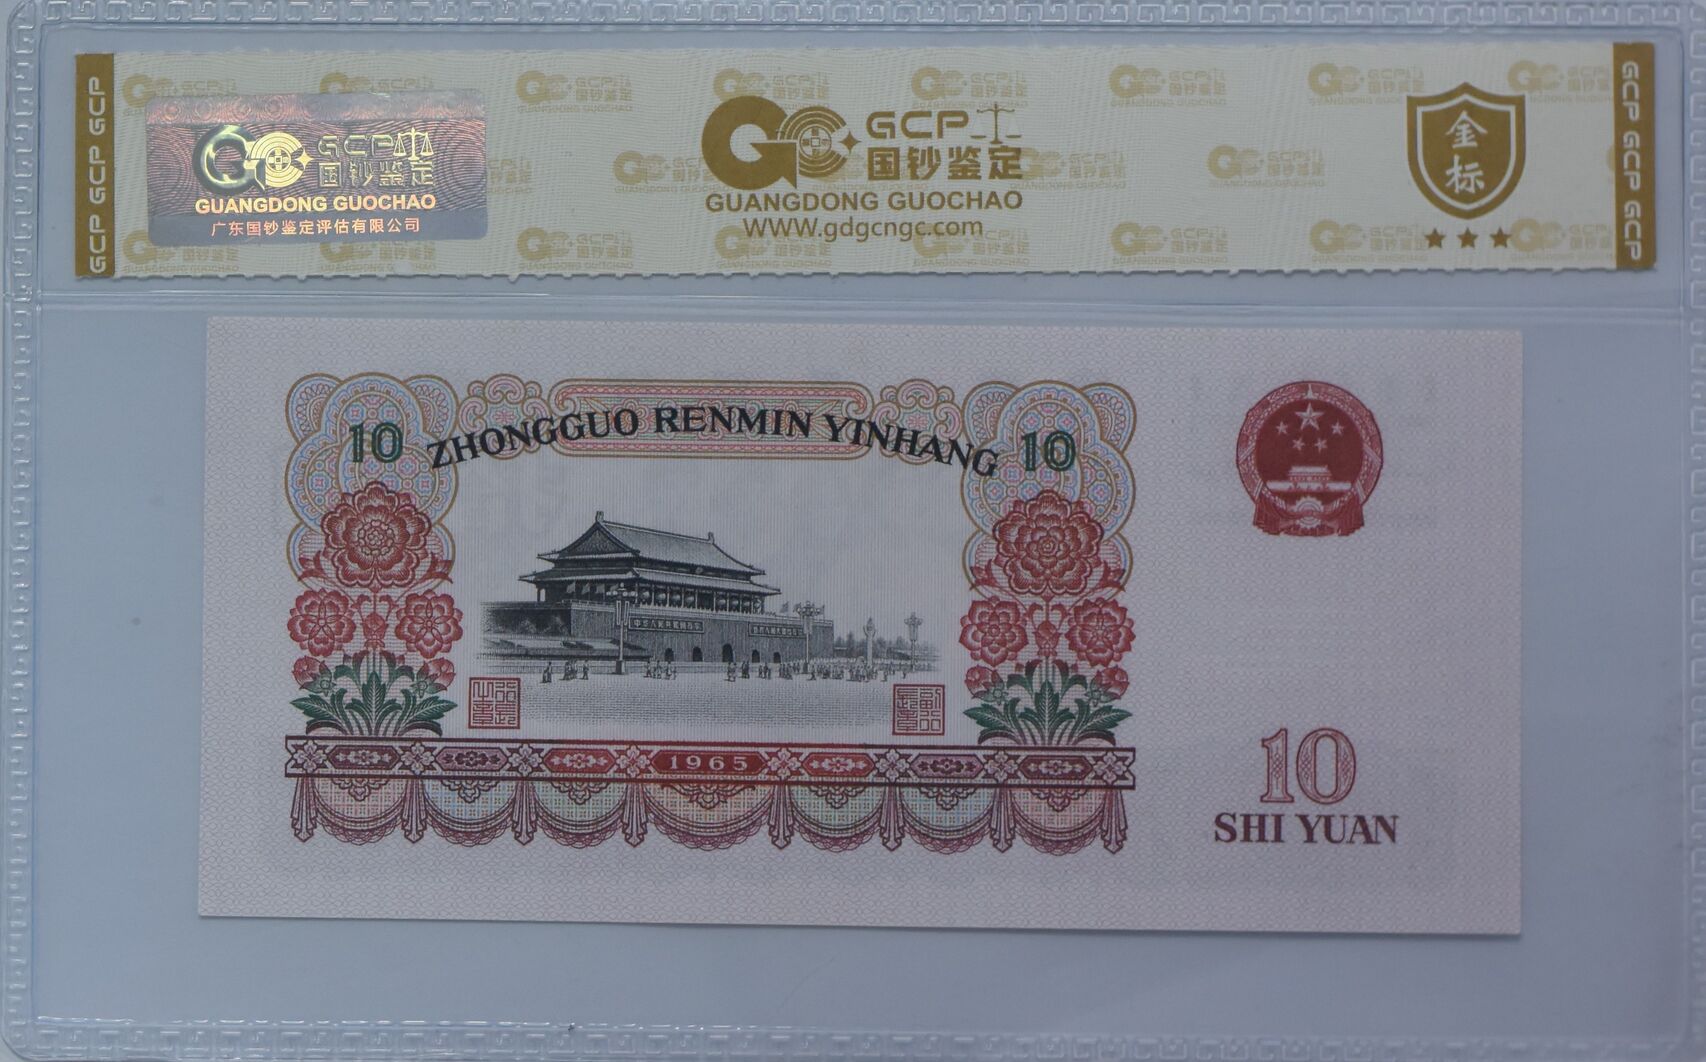 GCP GCP GCP
GCP
国钞鉴定
GUANGDONG GUOCHAO
广东国钞鉴定评估有限公司
GCP
国钞鉴定
GUANGDONG GUOCHAO
WWW.gdgcngc.com
金标
GCP GCP GCP
10 ZHONGGUO RENMIN YINHANG 10
1965
10
SHI YUAN